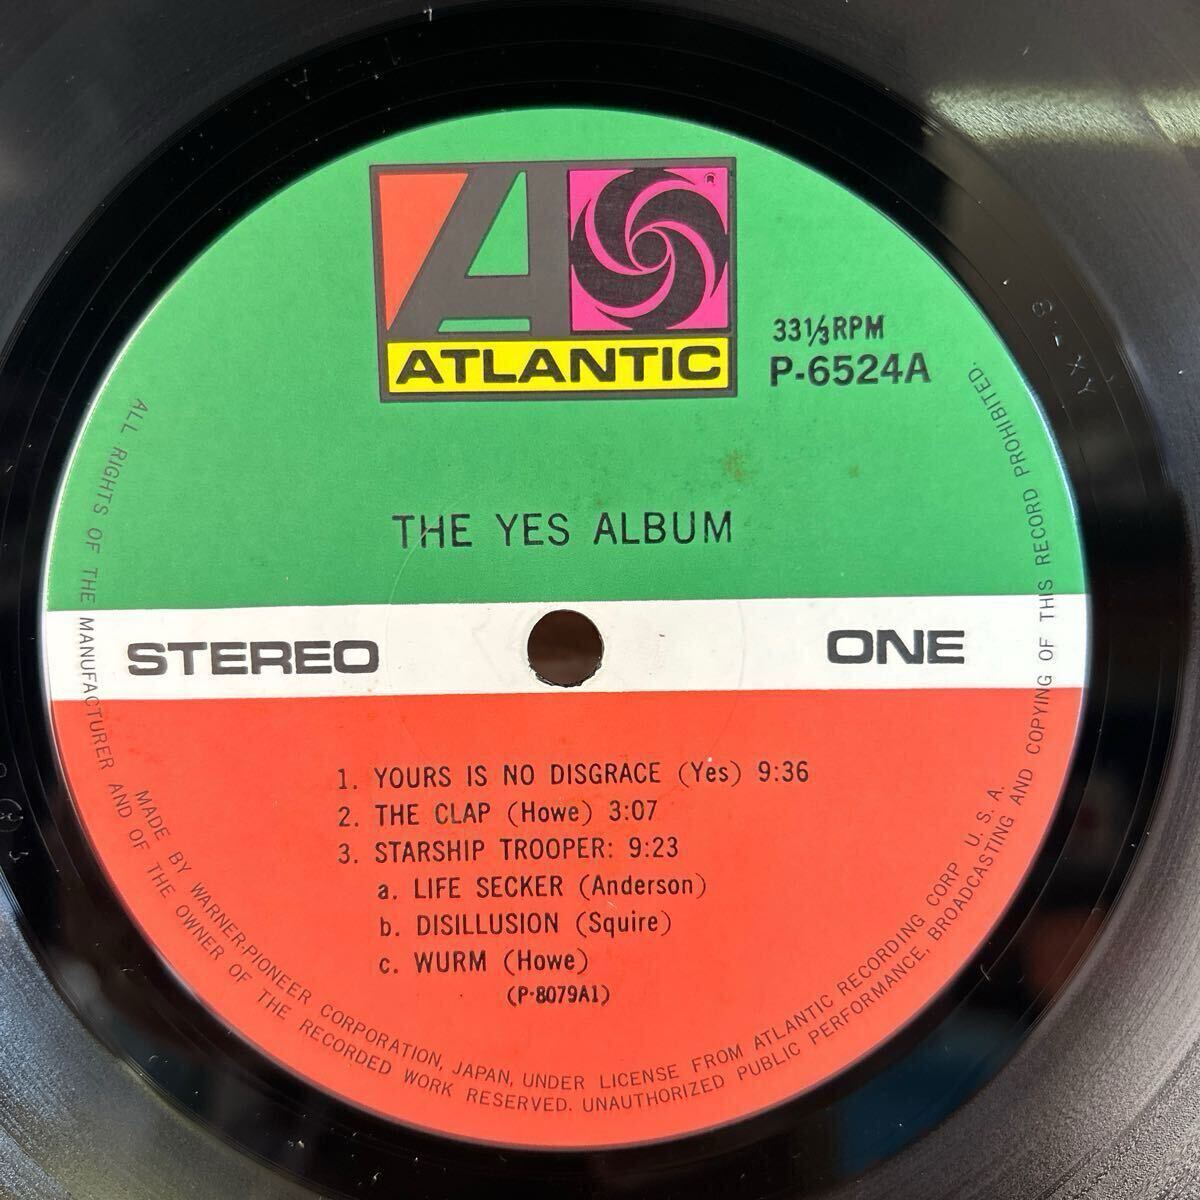 ATLANTIC
®
33⅓RPM
P-6524A
THE YES ALBUM
STEREO
ONE
1. YOURS IS NO DISGRACE (Yes) 9:36
2. THE CLAP (Howe) 3:07
3. STARSHIP TROOPER: 9:23
a. LIFE SECKER (Anderson)
b. DISILLUSION (Squire)
c. WURM (Howe)
(P-8079A1)
MADE BY WARNER-PIONEER CORPORATION, JAPAN, UNDER LICENSE FROM ATLANTIC RECORDING CORP U.S.A.
ALL RIGHTS OF THE MANUFACTURER AND OF THE OWNER OF THE RECORDED WORK RESERVED. UNAUTHORIZED PUBLIC PERFORMANCE, BROADCASTING AND COPYING OF THIS RECORD PROHIBITED.